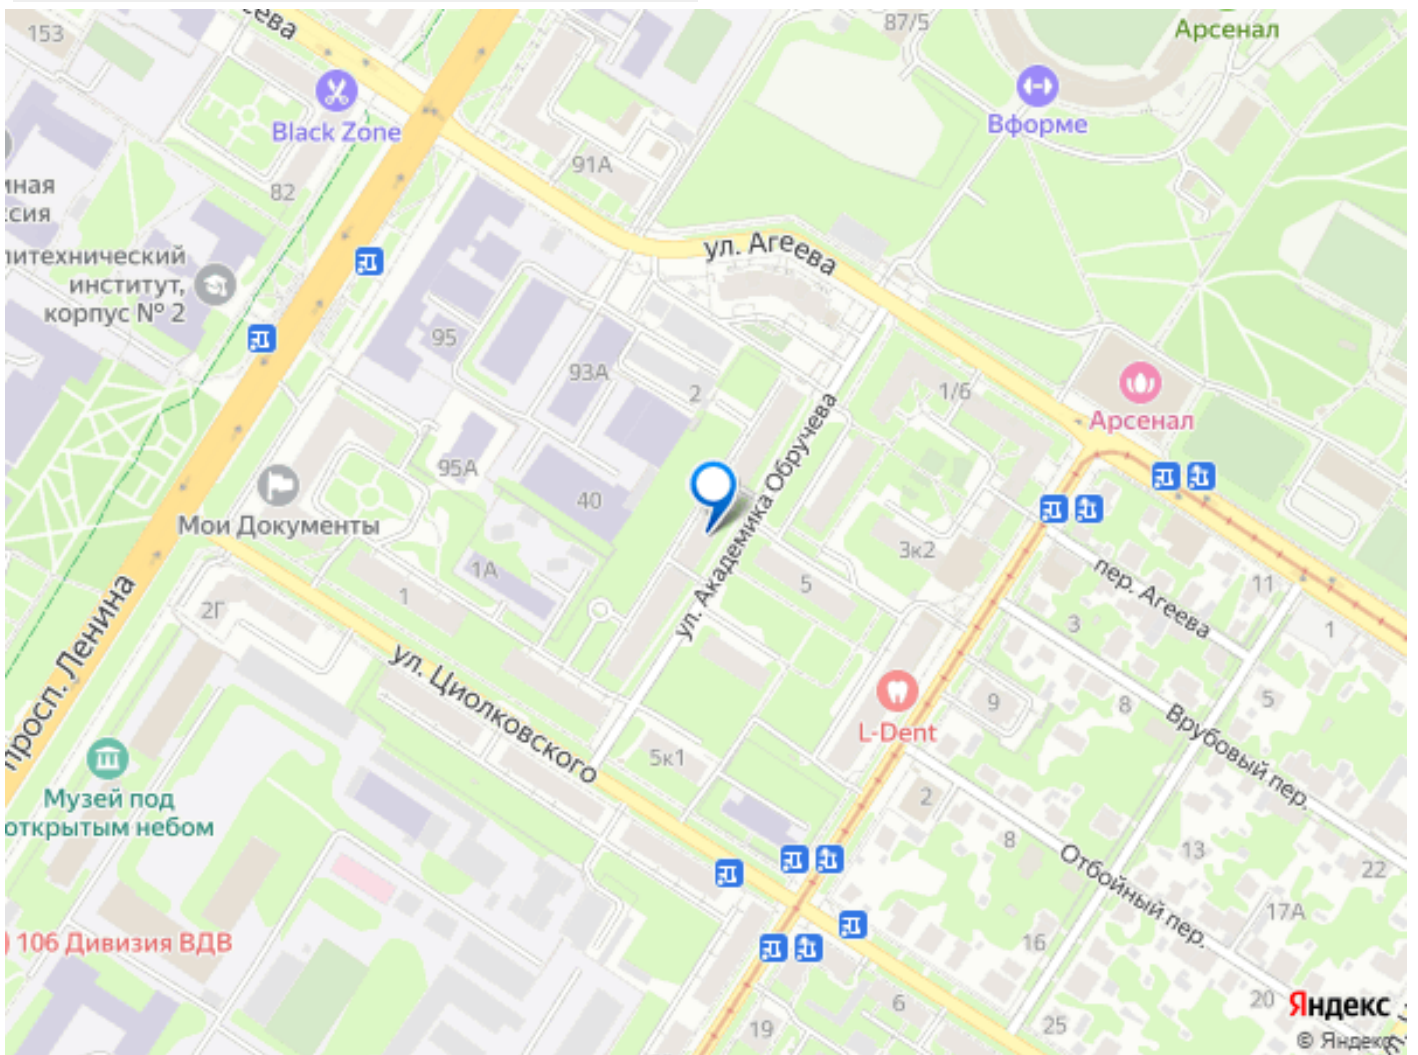 153
87/5
Арсенал
Black Zone
Вформе
91А
82
ул. Агеева
литехнический
институт,
корпус № 2
95
93А
2
1/6
Арсенал
ул. Академика Обручева
95А
40
Мои Документы
1А
1
5
3к2
пер. Агеева
11
1
3
2Г
просп. Ленина
ул. Циолковского
L-Dent
9
8
5
Врубовый пер.
5к1
Музей под
открытым небом
2
8
Отбойный пер.
13
22
17А
106 Дивизия ВДВ
16
6
19
25
20
Яндекс
© Яндекс